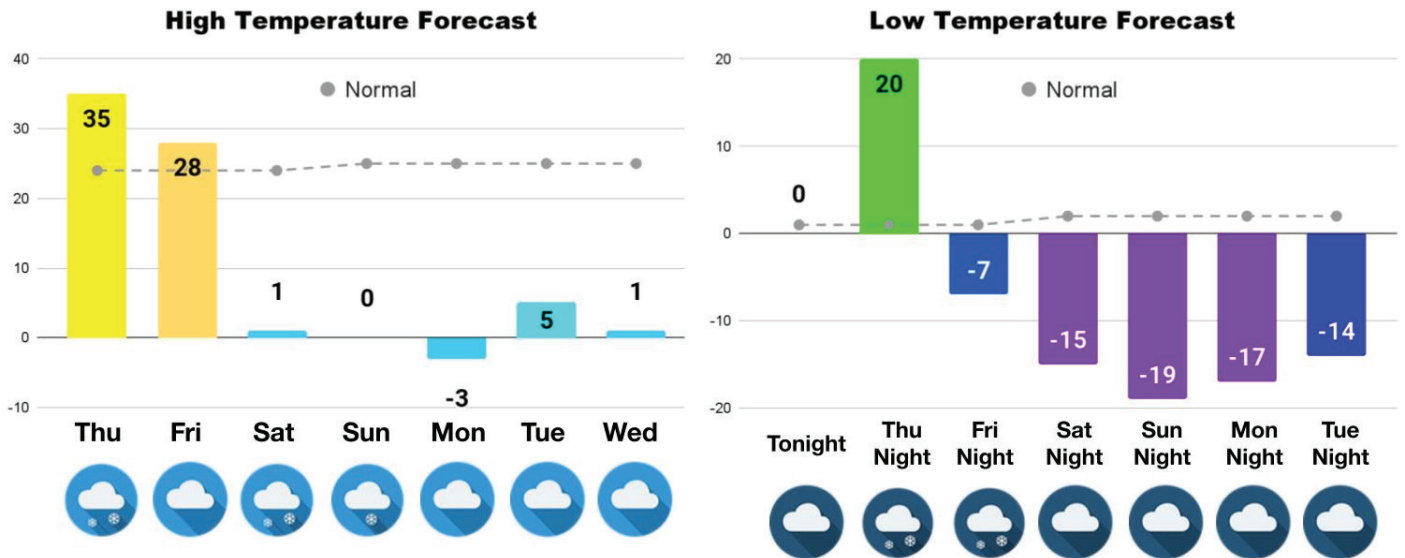 High Temperature Forecast
40
30
20
10
0
-10
Normal
35
28
1
0
-3
5
1
Thu Fri Sat Sun Mon Tue Wed
Low Temperature Forecast
20
10
0
-10
-20
Normal
0
20
-7
-15
-19
-17
-14
Tonight
Thu
Night
Fri
Night
Sat
Night
Sun
Night
Mon
Night
Tue
Night